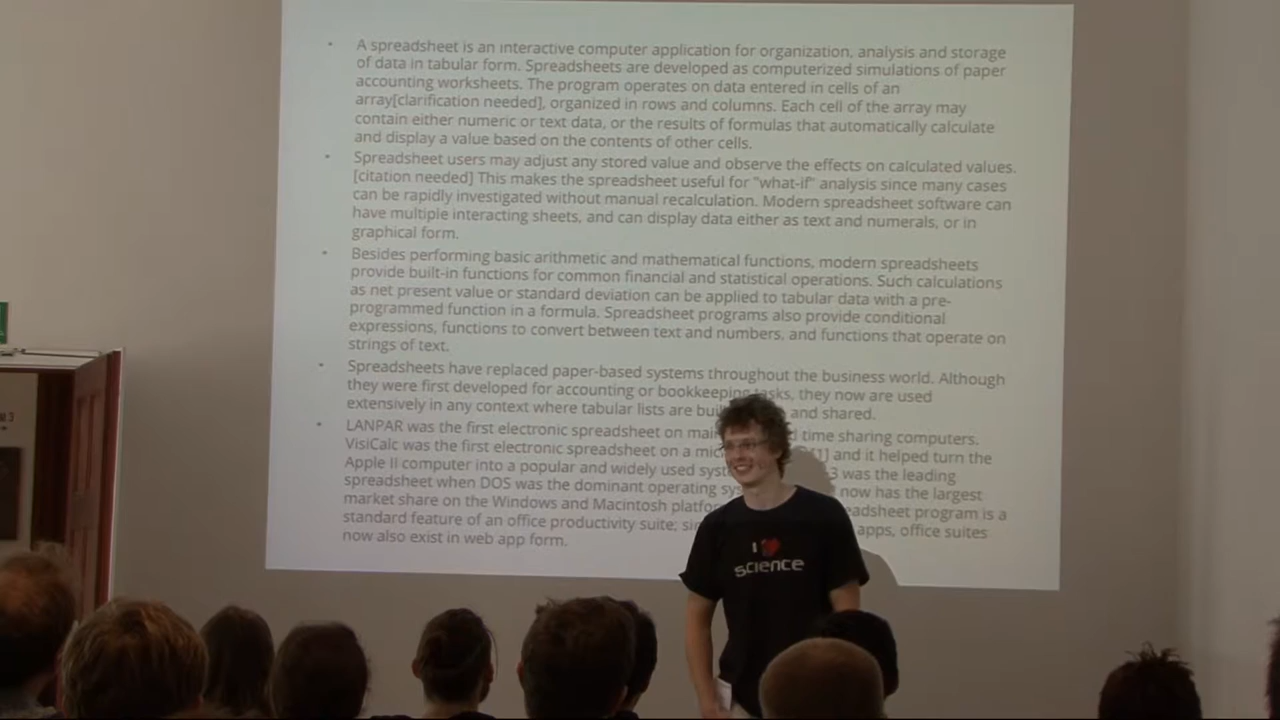 • A spreadsheet is an interactive computer application for organization, analysis and storage
of data in tabular form. Spreadsheets are developed as computerized simulations of paper
accounting worksheets. The program operates on data entered in cells of an
array[clarification needed], organized in rows and columns. Each cell of the array may
contain either numeric or text data, or the results of formulas that automatically calculate
and display a value based on the contents of other cells.
• Spreadsheet users may adjust any stored value and observe the effects on calculated values.
[citation needed] This makes the spreadsheet useful for "what-if" analysis since many cases
can be rapidly investigated without manual recalculation. Modern spreadsheet software can
have multiple interacting sheets, and can display data either as text and numerals, or in
graphical form.
• Besides performing basic arithmetic and mathematical functions, modern spreadsheets
provide built-in functions for common financial and statistical operations. Such calculations
as net present value or standard deviation can be applied to tabular data with a pre-
programmed function in a formula. Spreadsheet programs also provide conditional
expressions, functions to convert between text and numbers, and functions that operate on
strings of text.
• Spreadsheets have replaced paper-based systems throughout the business world. Although
they were first developed for accounting or bookkeeping tasks, they now are used
extensively in any context where tabular lists are and shared.
• LANPAR was the first electronic spreadsheet on time sharing computers.
VisiCalc was the first electronic spreadsheet on a [1] and it helped turn the
Apple II computer into a popular and widely used 3 was the leading
spreadsheet when DOS was the dominant operating now has the largest
market share on the Windows and Macintosh program is a
standard feature of an office productivity suite; apps, office suites
now also exist in web app form.
I ♥
science